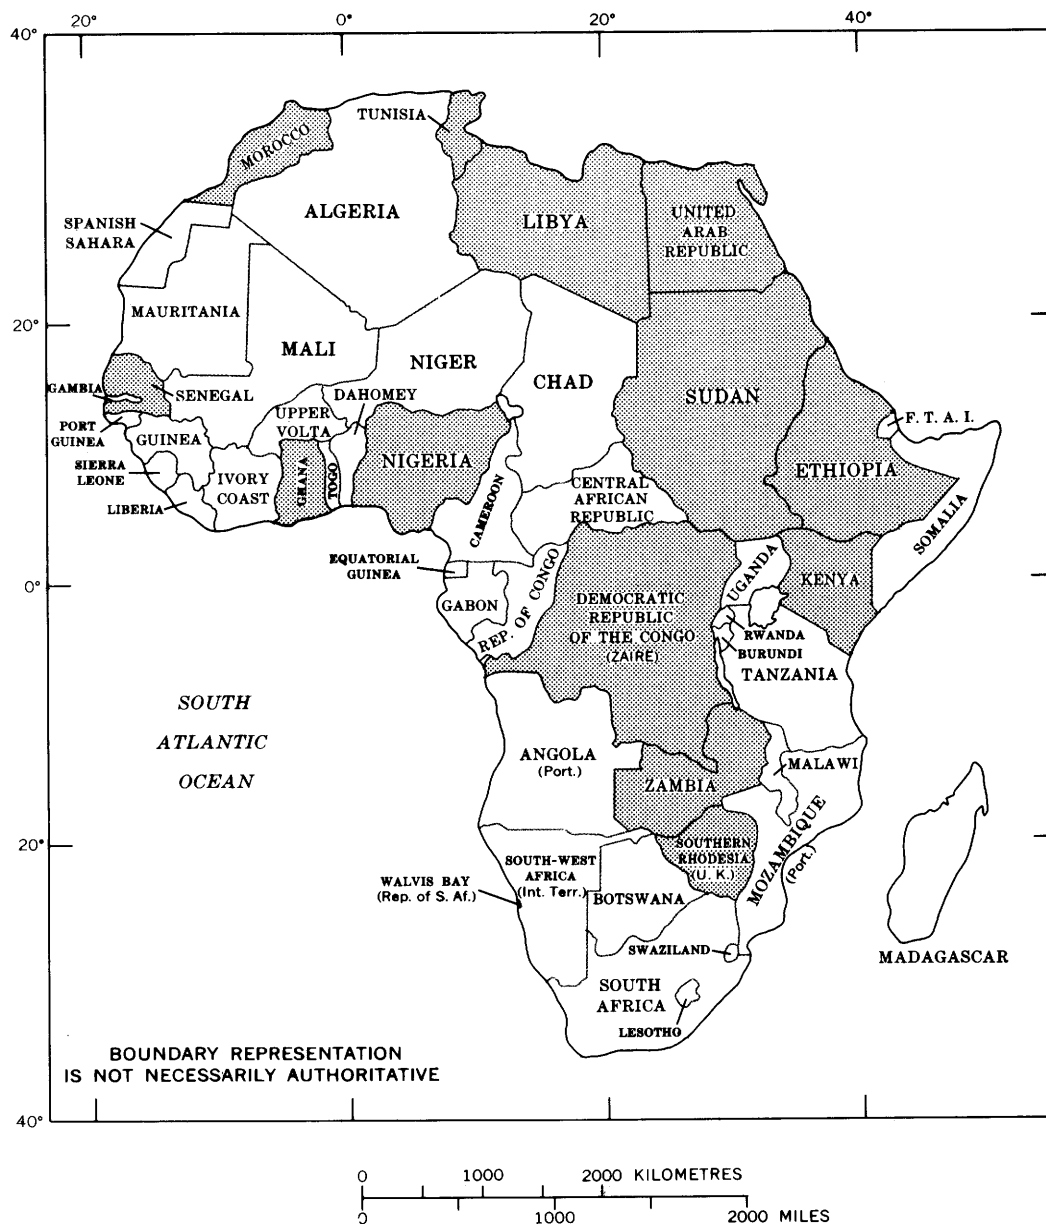 20° 0° 20° 40°
40°
TUNISIA
MOROCCO
ALGERIA
LIBYA
UNITED
ARAB
REPUBLIC
SPANISH
SAHARA
MAURITANIA
20°
MALI
NIGER
CHAD
SUDAN
GAMBIA
SENEGAL
DAHOMEY
F. T. A. I.
PORT
GUINEA
GUINEA
UPPER
VOLTA
NIGERIA
ETHIOPIA
SIERRA
LEONE
IVORY
COAST
GHANA
TOGO
CAMEROON
CENTRAL
AFRICAN
REPUBLIC
SOMALIA
LIBERIA
EQUATORIAL
GUINEA
0°
GABON
REP. OF CONGO
DEMOCRATIC
REPUBLIC
OF THE CONGO
(ZAIRE)
UGANDA
KENYA
RWANDA
BURUNDI
TANZANIA
SOUTH
ATLANTIC
OCEAN
ANGOLA
(Port.)
ZAMBIA
MALAWI
MOZAMBIQUE
(Port.)
20°
SOUTHERN
RHODESIA
(U. K.)
SOUTH-WEST
AFRICA
(Int. Terr.)
WALVIS BAY
(Rep. of S. Af.)
BOTSWANA
SWAZILAND
MADAGASCAR
SOUTH
AFRICA
LESOTHO
BOUNDARY REPRESENTATION
IS NOT NECESSARILY AUTHORITATIVE
40°
0 1000 2000 KILOMETRES
0 1000 2000 MILES